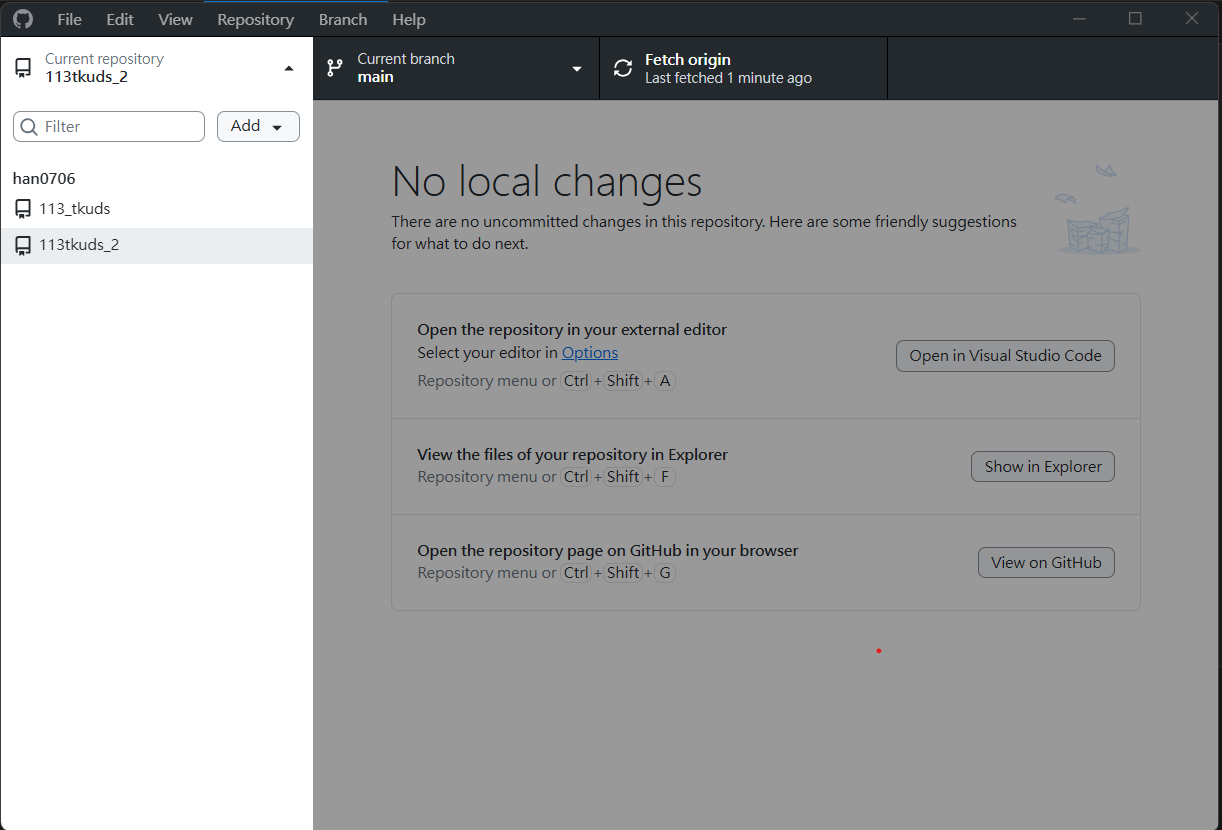 File Edit View Repository Branch Help
Current repository
113tkuds_2
Current branch
main
Fetch origin
Last fetched 1 minute ago
Filter
Add
han0706
113_tkuds
113tkuds_2
No local changes
There are no uncommitted changes in this repository. Here are some friendly suggestions
for what to do next.
Open the repository in your external editor
Select your editor in Options
Repository menu or Ctrl + Shift + A
Open in Visual Studio Code
View the files of your repository in Explorer
Repository menu or Ctrl + Shift + F
Show in Explorer
Open the repository page on GitHub in your browser
Repository menu or Ctrl + Shift + G
View on GitHub